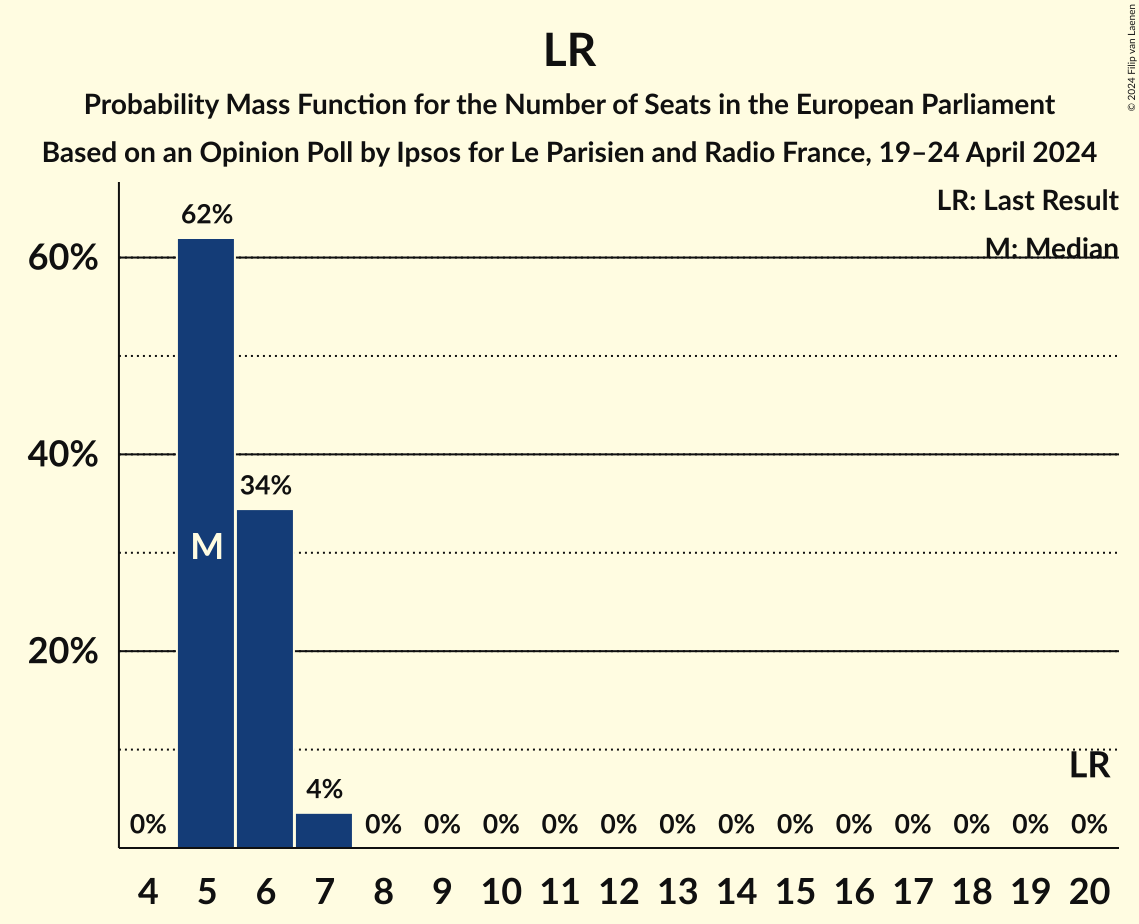 LR
Probability Mass Function for the Number of Seats in the European Parliament
Based on an Opinion Poll by Ipsos for Le Parisien and Radio France, 19–24 April 2024
© 2024 Filip van Laenen
LR: Last Result
M: Median
60%
40%
20%
62%
34%
4%
M
LR
0% 0% 0% 0% 0% 0% 0% 0% 0% 0% 0% 0% 0% 0%
4 5 6 7 8 9 10 11 12 13 14 15 16 17 18 19 20